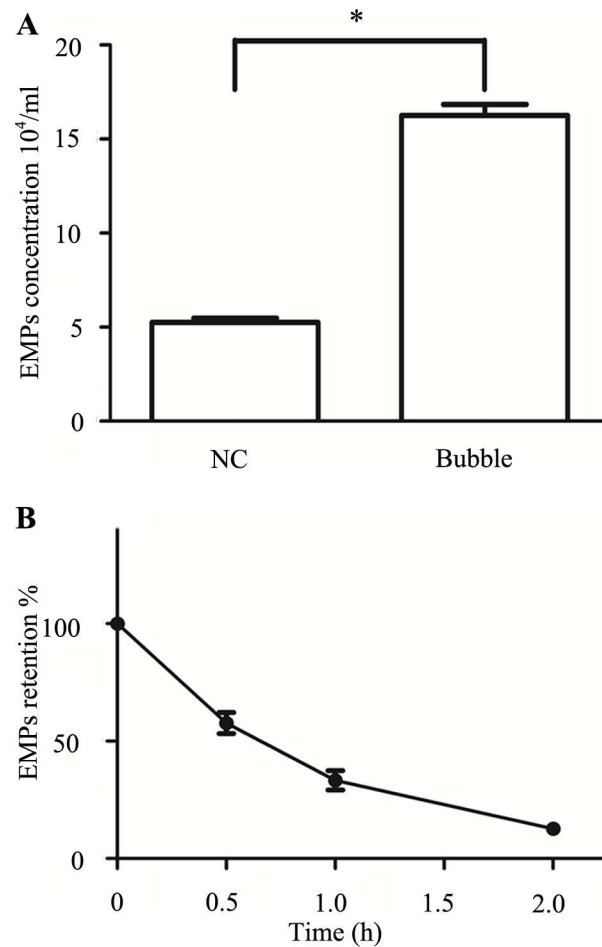 A
*
EMPs concentration 10⁴/ml
20
15
10
5
0
NC Bubble
B
EMPs retention %
100
50
0
0 0.5 1.0 1.5 2.0
Time (h)